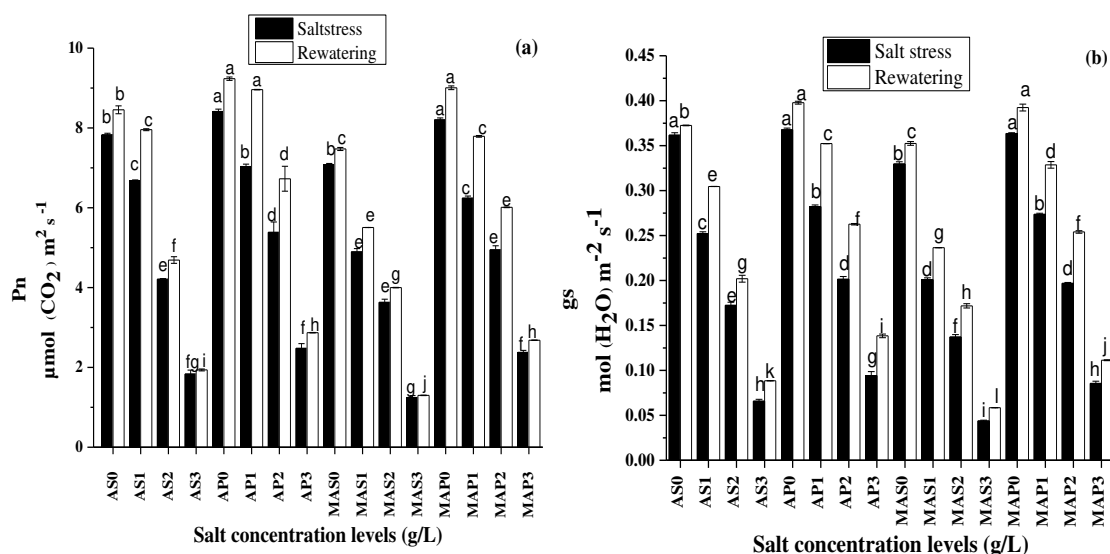 Saltstress
Rewatering
(a)
10
8
6
4
2
0
Pn
µmol (CO2) m2 s-1
b b c c e f fg i a a a a e d f h b c e e e g g j a a c c e e f h
AS0 AS1 AS2 AS3 AP0 AP1 AP2 AP3 MAS0 MAS1 MAS2 MAS3 MAP0 MAP1 MAP2 MAP3
Salt concentration levels (g/L)
Salt stress
Rewatering
(b)
0.45
0.40
0.35
0.30
0.25
0.20
0.15
0.10
0.05
0.00
gs
mol (H2O) m-2 s-1
a b c e e g h k a a b c d f g i b c d g f h i l a a b d d f h j
AS0 AS1 AS2 AS3 AP0 AP1 AP2 AP3 MAS0 MAS1 MAS2 MAS3 MAP0 MAP1 MAP2 MAP3
Salt concentration levels (g/L)